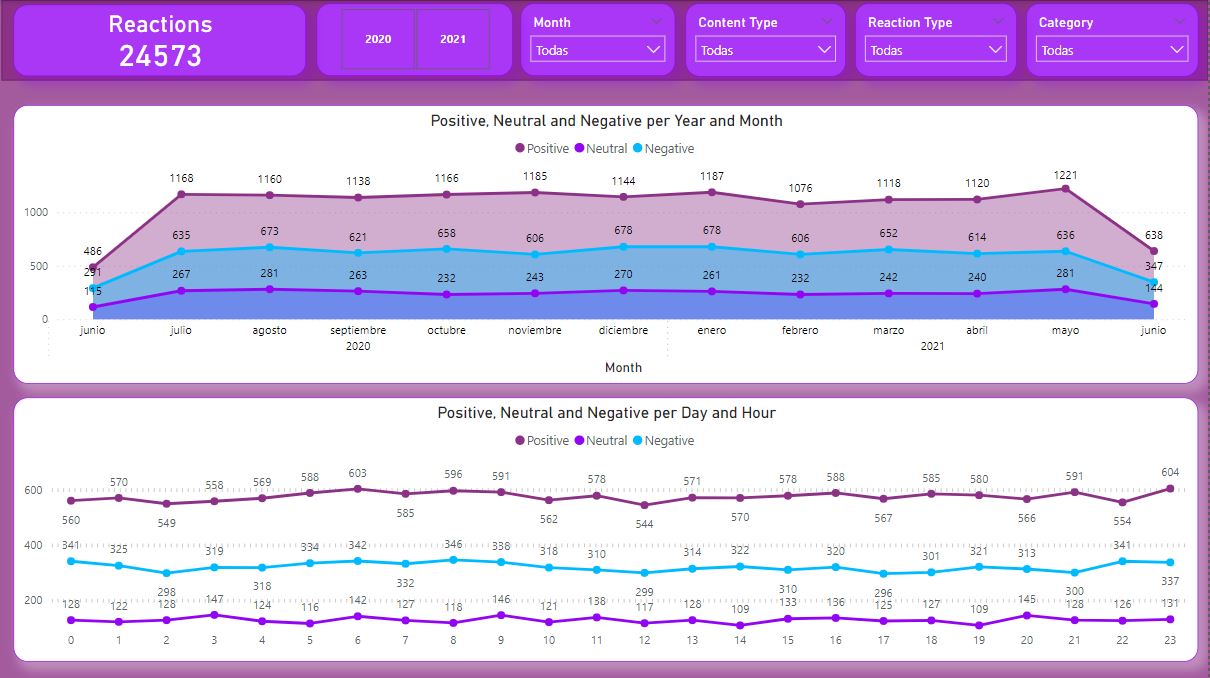 Reactions
24573
2020 2021
Month
Todas
Content Type
Todas
Reaction Type
Todas
Category
Todas
Positive, Neutral and Negative per Year and Month
Positive Neutral Negative
1168 1160 1138 1166 1185 1144 1187 1076 1118 1120 1221
1000
635 673 621 658 606 678 678 606 652 614 636 638
486
500
291 267 281 263 232 243 270 261 232 242 240 281 347
115 144
0
junio julio agosto septiembre octubre noviembre diciembre enero febrero marzo abril mayo junio
2020 2021
Month
Positive, Neutral and Negative per Day and Hour
Positive Neutral Negative
570 558 569 588 603 596 591 578 571 578 588 585 580 591 604
600
560 549 585 562 544 570 567 566 554
400
341 325 319 334 342 346 338 318 310 314 322 320 301 321 313 341
298 318 332 299 310 296 300 337
200
128 122 128 147 124 116 142 127 118 146 121 138 117 128 109 133 136 125 127 109 145 128 126 131
0 1 2 3 4 5 6 7 8 9 10 11 12 13 14 15 16 17 18 19 20 21 22 23